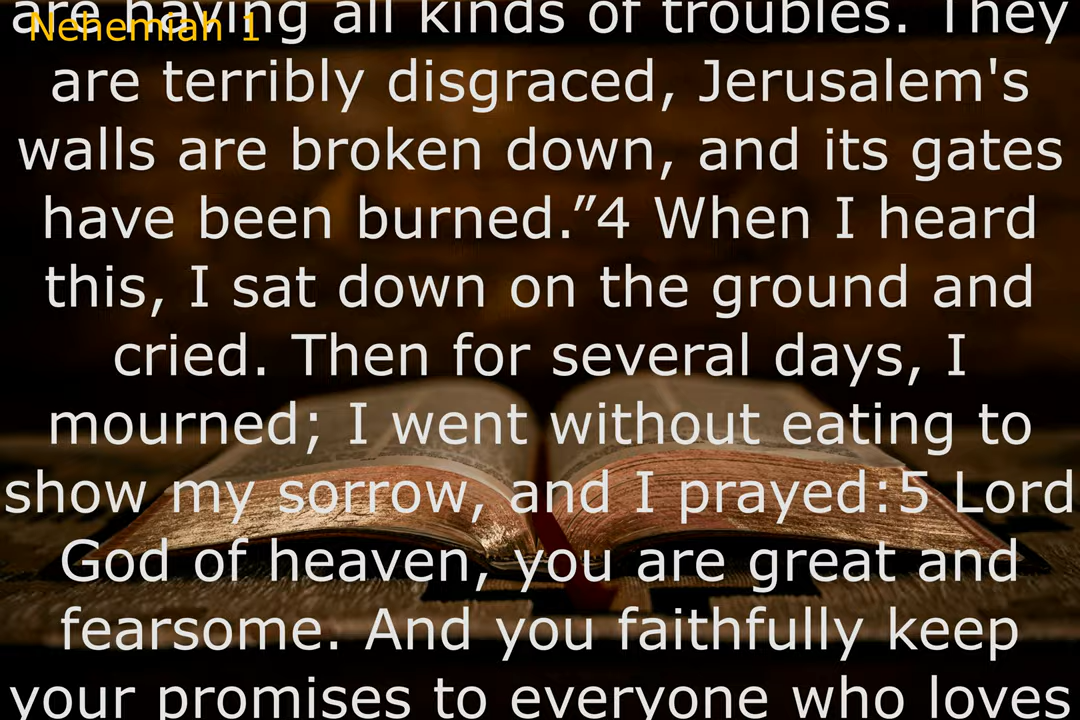 are having all kinds of troubles. They
Nehemiah 1
are terribly disgraced, Jerusalem's
walls are broken down, and its gates
have been burned.”4 When I heard
this, I sat down on the ground and
cried. Then for several days, I
mourned; I went without eating to
show my sorrow, and I prayed:5 Lord
God of heaven, you are great and
fearsome. And you faithfully keep
your promises to everyone who loves